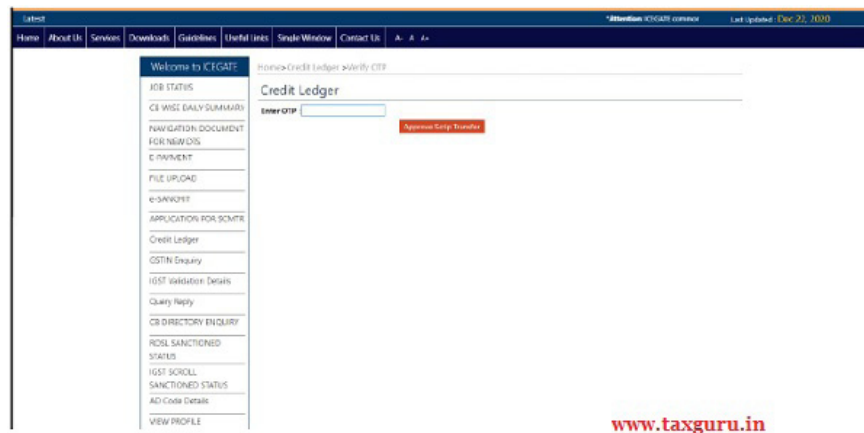 Latest
*Attention: ICEGATE common
Last Updated : Dec 22, 2020
Home About Us Services Downloads Guidelines Useful Links Single Window Contact Us A- A A+
Welcome to ICEGATE
JOB STATUS
CB WISE DAILY SUMMARY
NAVIGATION DOCUMENT
FOR NEW DTS
E-PAYMENT
FILE UPLOAD
e-SANCHIT
APPLICATION FOR SCMTR
Credit Ledger
GSTIN Enquiry
IGST Validation Details
Query Reply
CB DIRECTORY ENQUIRY
ROSL SANCTIONED
STATUS
IGST SCROLL
SANCTIONED STATUS
AD Code Details
VIEW PROFILE
Home>Credit Ledger >Verify OTP
Credit Ledger
Enter OTP
Approve Scrip Transfer
www.taxguru.in